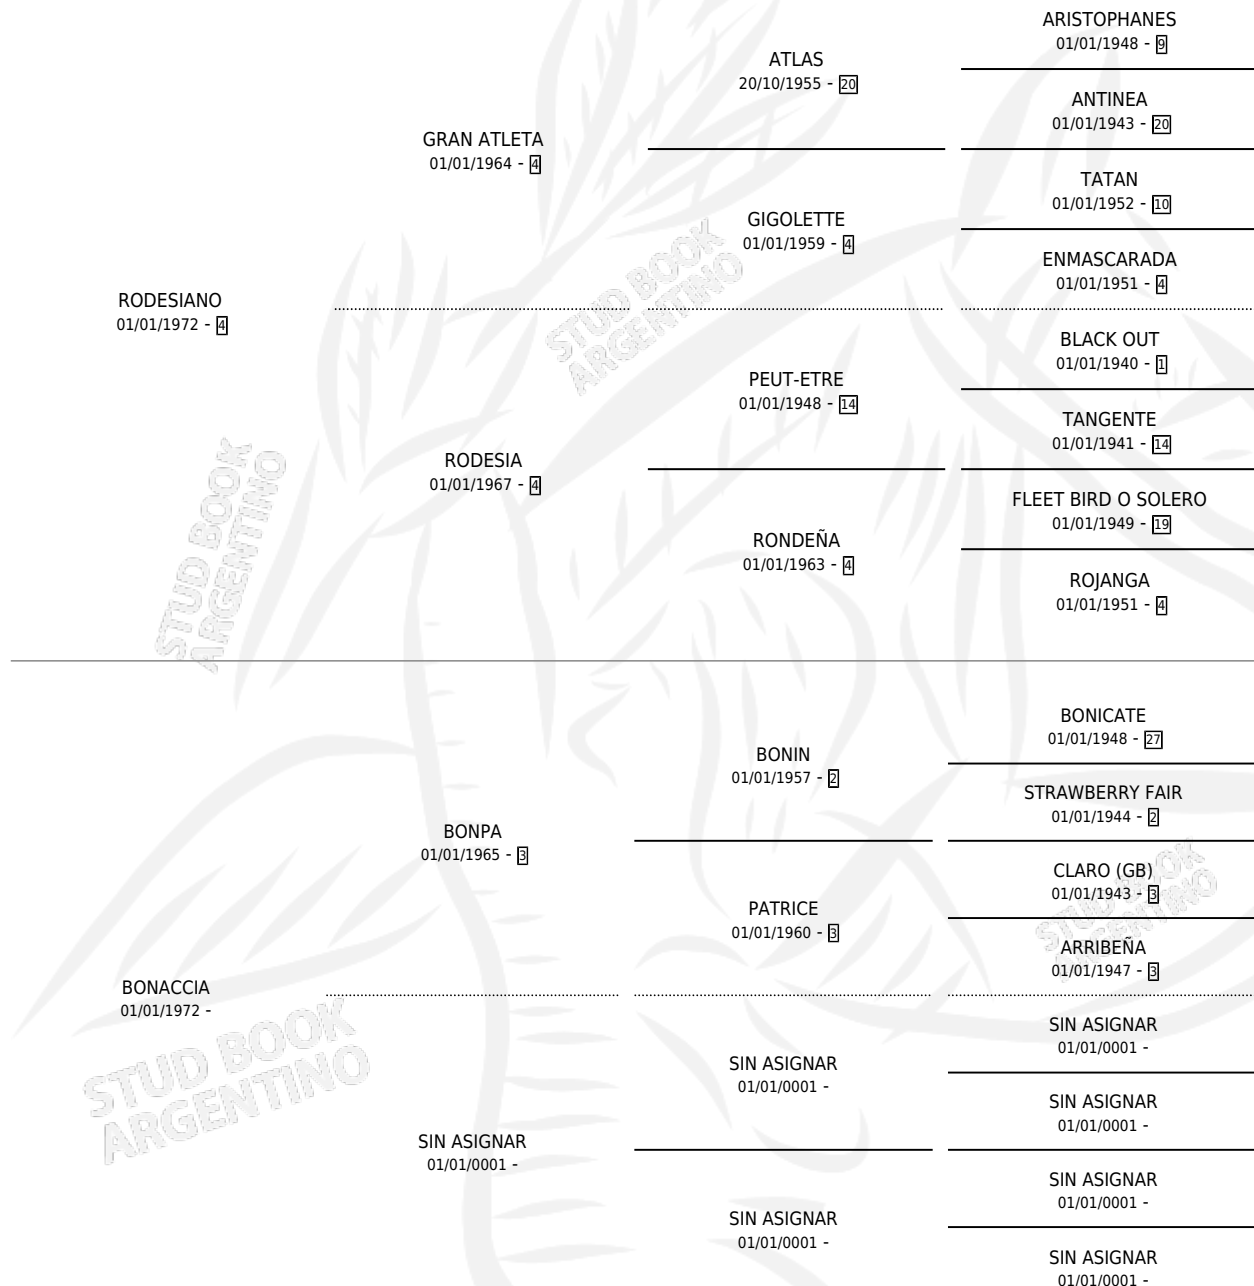 ARISTOPHANES
01/01/1948 - 9
ATLAS
20/10/1955 - 20
ANTINEA
01/01/1943 - 20
GRAN ATLETA
01/01/1964 - 4
TATAN
01/01/1952 - 10
GIGOLETTE
01/01/1959 - 4
ENMASCARADA
01/01/1951 - 4
RODESIANO
01/01/1972 - 4
BLACK OUT
01/01/1940 - 1
PEUT-ETRE
01/01/1948 - 14
TANGENTE
01/01/1941 - 14
RODESIA
01/01/1967 - 4
FLEET BIRD O SOLERO
01/01/1949 - 19
RONDEÑA
01/01/1963 - 4
ROJANGA
01/01/1951 - 4
BONICATE
01/01/1948 - 27
BONIN
01/01/1957 - 2
STRAWBERRY FAIR
01/01/1944 - 2
BONPA
01/01/1965 - 3
CLARO (GB)
01/01/1943 - 3
PATRICE
01/01/1960 - 3
ARRIBEÑA
01/01/1947 - 3
BONACCIA
01/01/1972 -
SIN ASIGNAR
01/01/0001 -
SIN ASIGNAR
01/01/0001 -
SIN ASIGNAR
01/01/0001 -
SIN ASIGNAR
01/01/0001 -
SIN ASIGNAR
01/01/0001 -
SIN ASIGNAR
01/01/0001 -
SIN ASIGNAR
01/01/0001 -
STUD BOOK
ARGENTINO
STUD BOOK
ARGENTINO
STUD BOOK
ARGENTINO
STUD BOOK
ARGENTINO